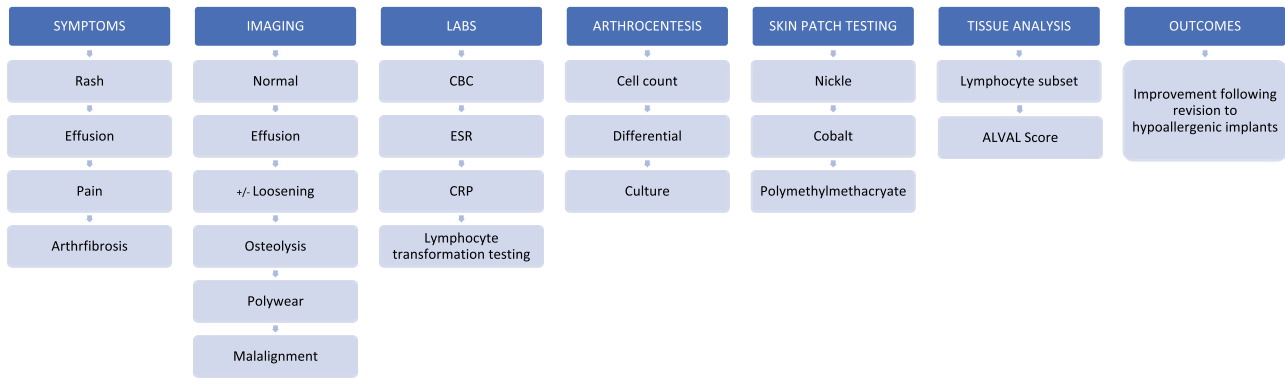 SYMPTOMS
Rash
Effusion
Pain
Arthrfibrosis
IMAGING
Normal
Effusion
+/- Loosening
Osteolysis
Polywear
Malalignment
LABS
CBC
ESR
CRP
Lymphocyte
transformation testing
ARTHROCENTESIS
Cell count
Differential
Culture
SKIN PATCH TESTING
Nickle
Cobalt
Polymethylmethacryate
TISSUE ANALYSIS
Lymphocyte subset
ALVAL Score
OUTCOMES
Improvement following
revision to
hypoallergenic implants